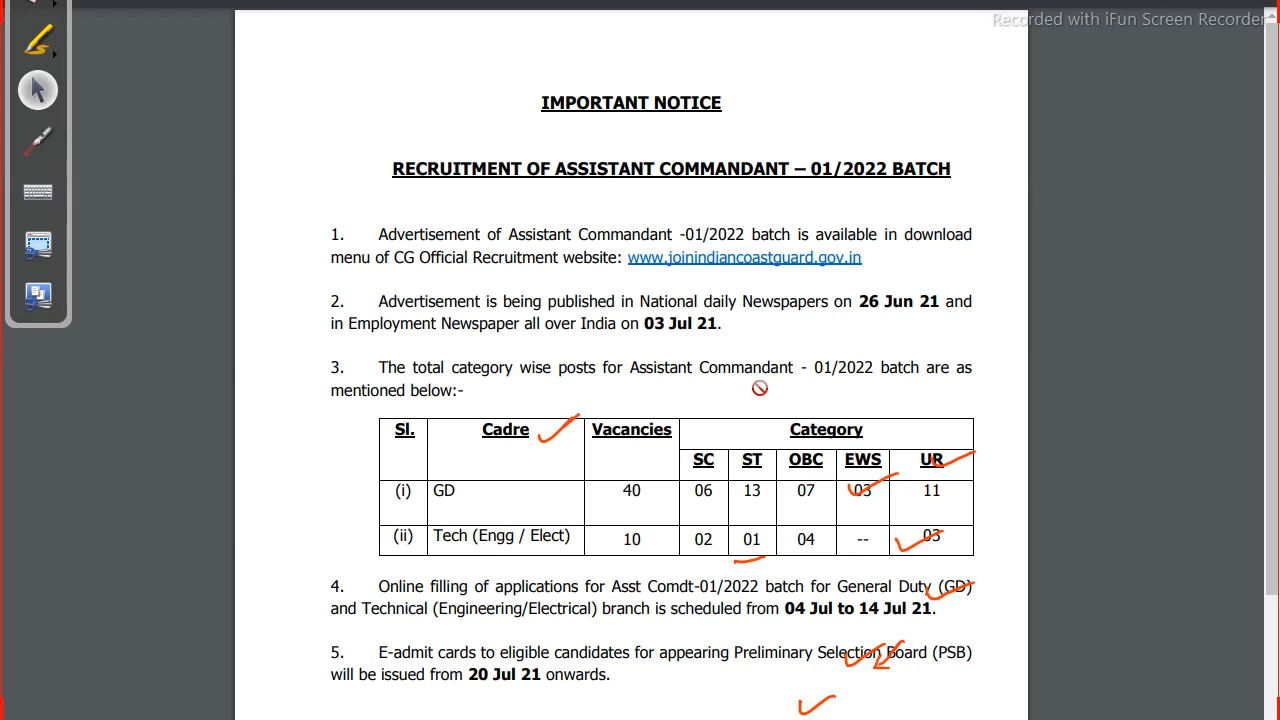 Recorded with iFun Screen Recorder
IMPORTANT NOTICE
RECRUITMENT OF ASSISTANT COMMANDANT – 01/2022 BATCH
1. Advertisement of Assistant Commandant -01/2022 batch is available in download
menu of CG Official Recruitment website: www.joinindiancoastguard.gov.in
2. Advertisement is being published in National daily Newspapers on 26 Jun 21 and
in Employment Newspaper all over India on 03 Jul 21.
3. The total category wise posts for Assistant Commandant - 01/2022 batch are as
mentioned below:-
Sl. Cadre Vacancies Category
SC ST OBC EWS UR
(i) GD 40 06 13 07 03 11
(ii) Tech (Engg / Elect) 10 02 01 04 -- 03
4. Online filling of applications for Asst Comdt-01/2022 batch for General Duty (GD)
and Technical (Engineering/Electrical) branch is scheduled from 04 Jul to 14 Jul 21.
5. E-admit cards to eligible candidates for appearing Preliminary Selection Board (PSB)
will be issued from 20 Jul 21 onwards.